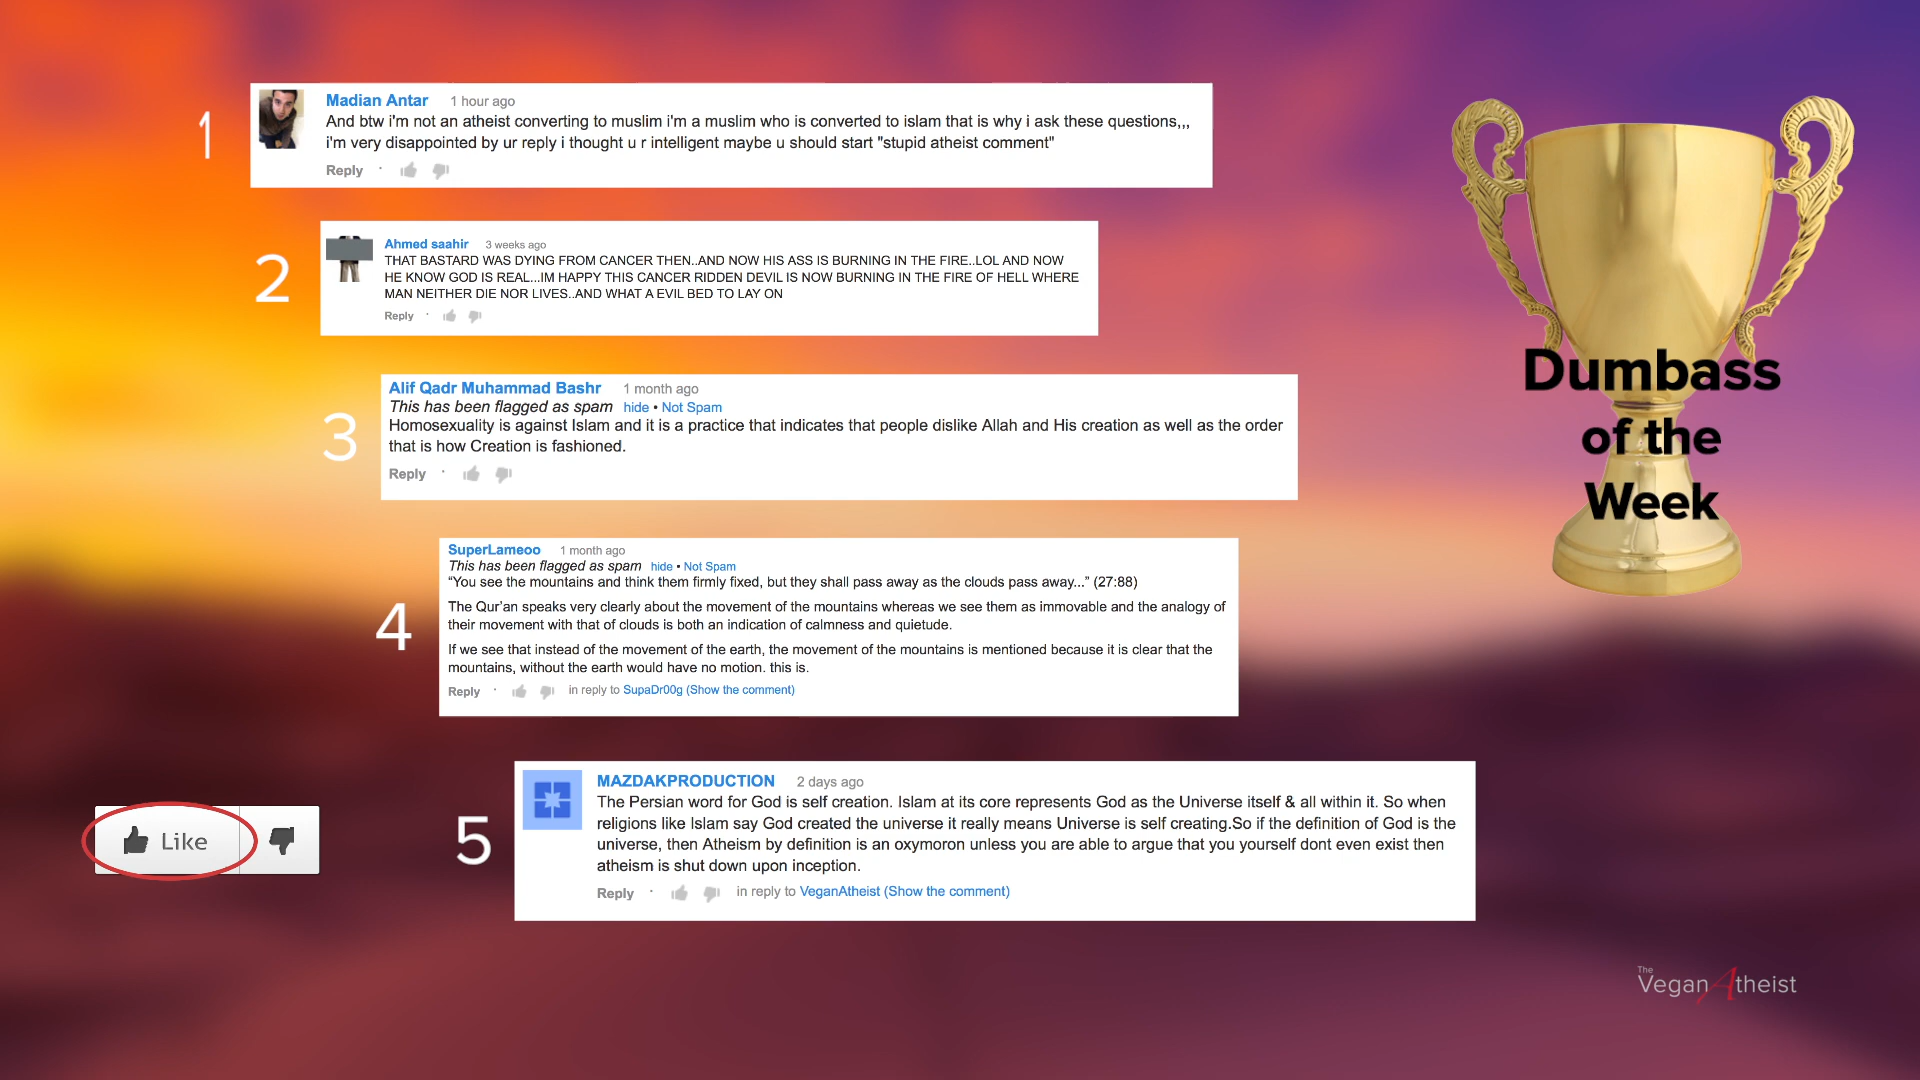 1
Madian Antar 1 hour ago
And btw i'm not an atheist converting to muslim i'm a muslim who is converted to islam that is why i ask these questions,,,
i'm very disappointed by ur reply i thought u r intelligent maybe u should start "stupid atheist comment"
Reply ·
2
Ahmed saahir 3 weeks ago
THAT BASTARD WAS DYING FROM CANCER THEN..AND NOW HIS ASS IS BURNING IN THE FIRE..LOL AND NOW
HE KNOW GOD IS REAL...IM HAPPY THIS CANCER RIDDEN DEVIL IS NOW BURNING IN THE FIRE OF HELL WHERE
MAN NEITHER DIE NOR LIVES..AND WHAT A EVIL BED TO LAY ON
Reply ·
3
Alif Qadr Muhammad Bashr 1 month ago
This has been flagged as spam hide • Not Spam
Homosexuality is against Islam and it is a practice that indicates that people dislike Allah and His creation as well as the order
that is how Creation is fashioned.
Reply ·
4
SuperLameoo 1 month ago
This has been flagged as spam hide • Not Spam
“You see the mountains and think them firmly fixed, but they shall pass away as the clouds pass away...” (27:88)
The Qur’an speaks very clearly about the movement of the mountains whereas we see them as immovable and the analogy of
their movement with that of clouds is both an indication of calmness and quietude.
If we see that instead of the movement of the earth, the movement of the mountains is mentioned because it is clear that the
mountains, without the earth would have no motion. this is.
Reply · in reply to SupaDr00g (Show the comment)
5
MAZDAKPRODUCTION 2 days ago
The Persian word for God is self creation. Islam at its core represents God as the Universe itself & all within it. So when
religions like Islam say God created the universe it really means Universe is self creating.So if the definition of God is the
universe, then Atheism by definition is an oxymoron unless you are able to argue that you yourself dont even exist then
atheism is shut down upon inception.
Reply · in reply to VeganAtheist (Show the comment)
Like
Dumbass
of the
Week
The
VeganAtheist